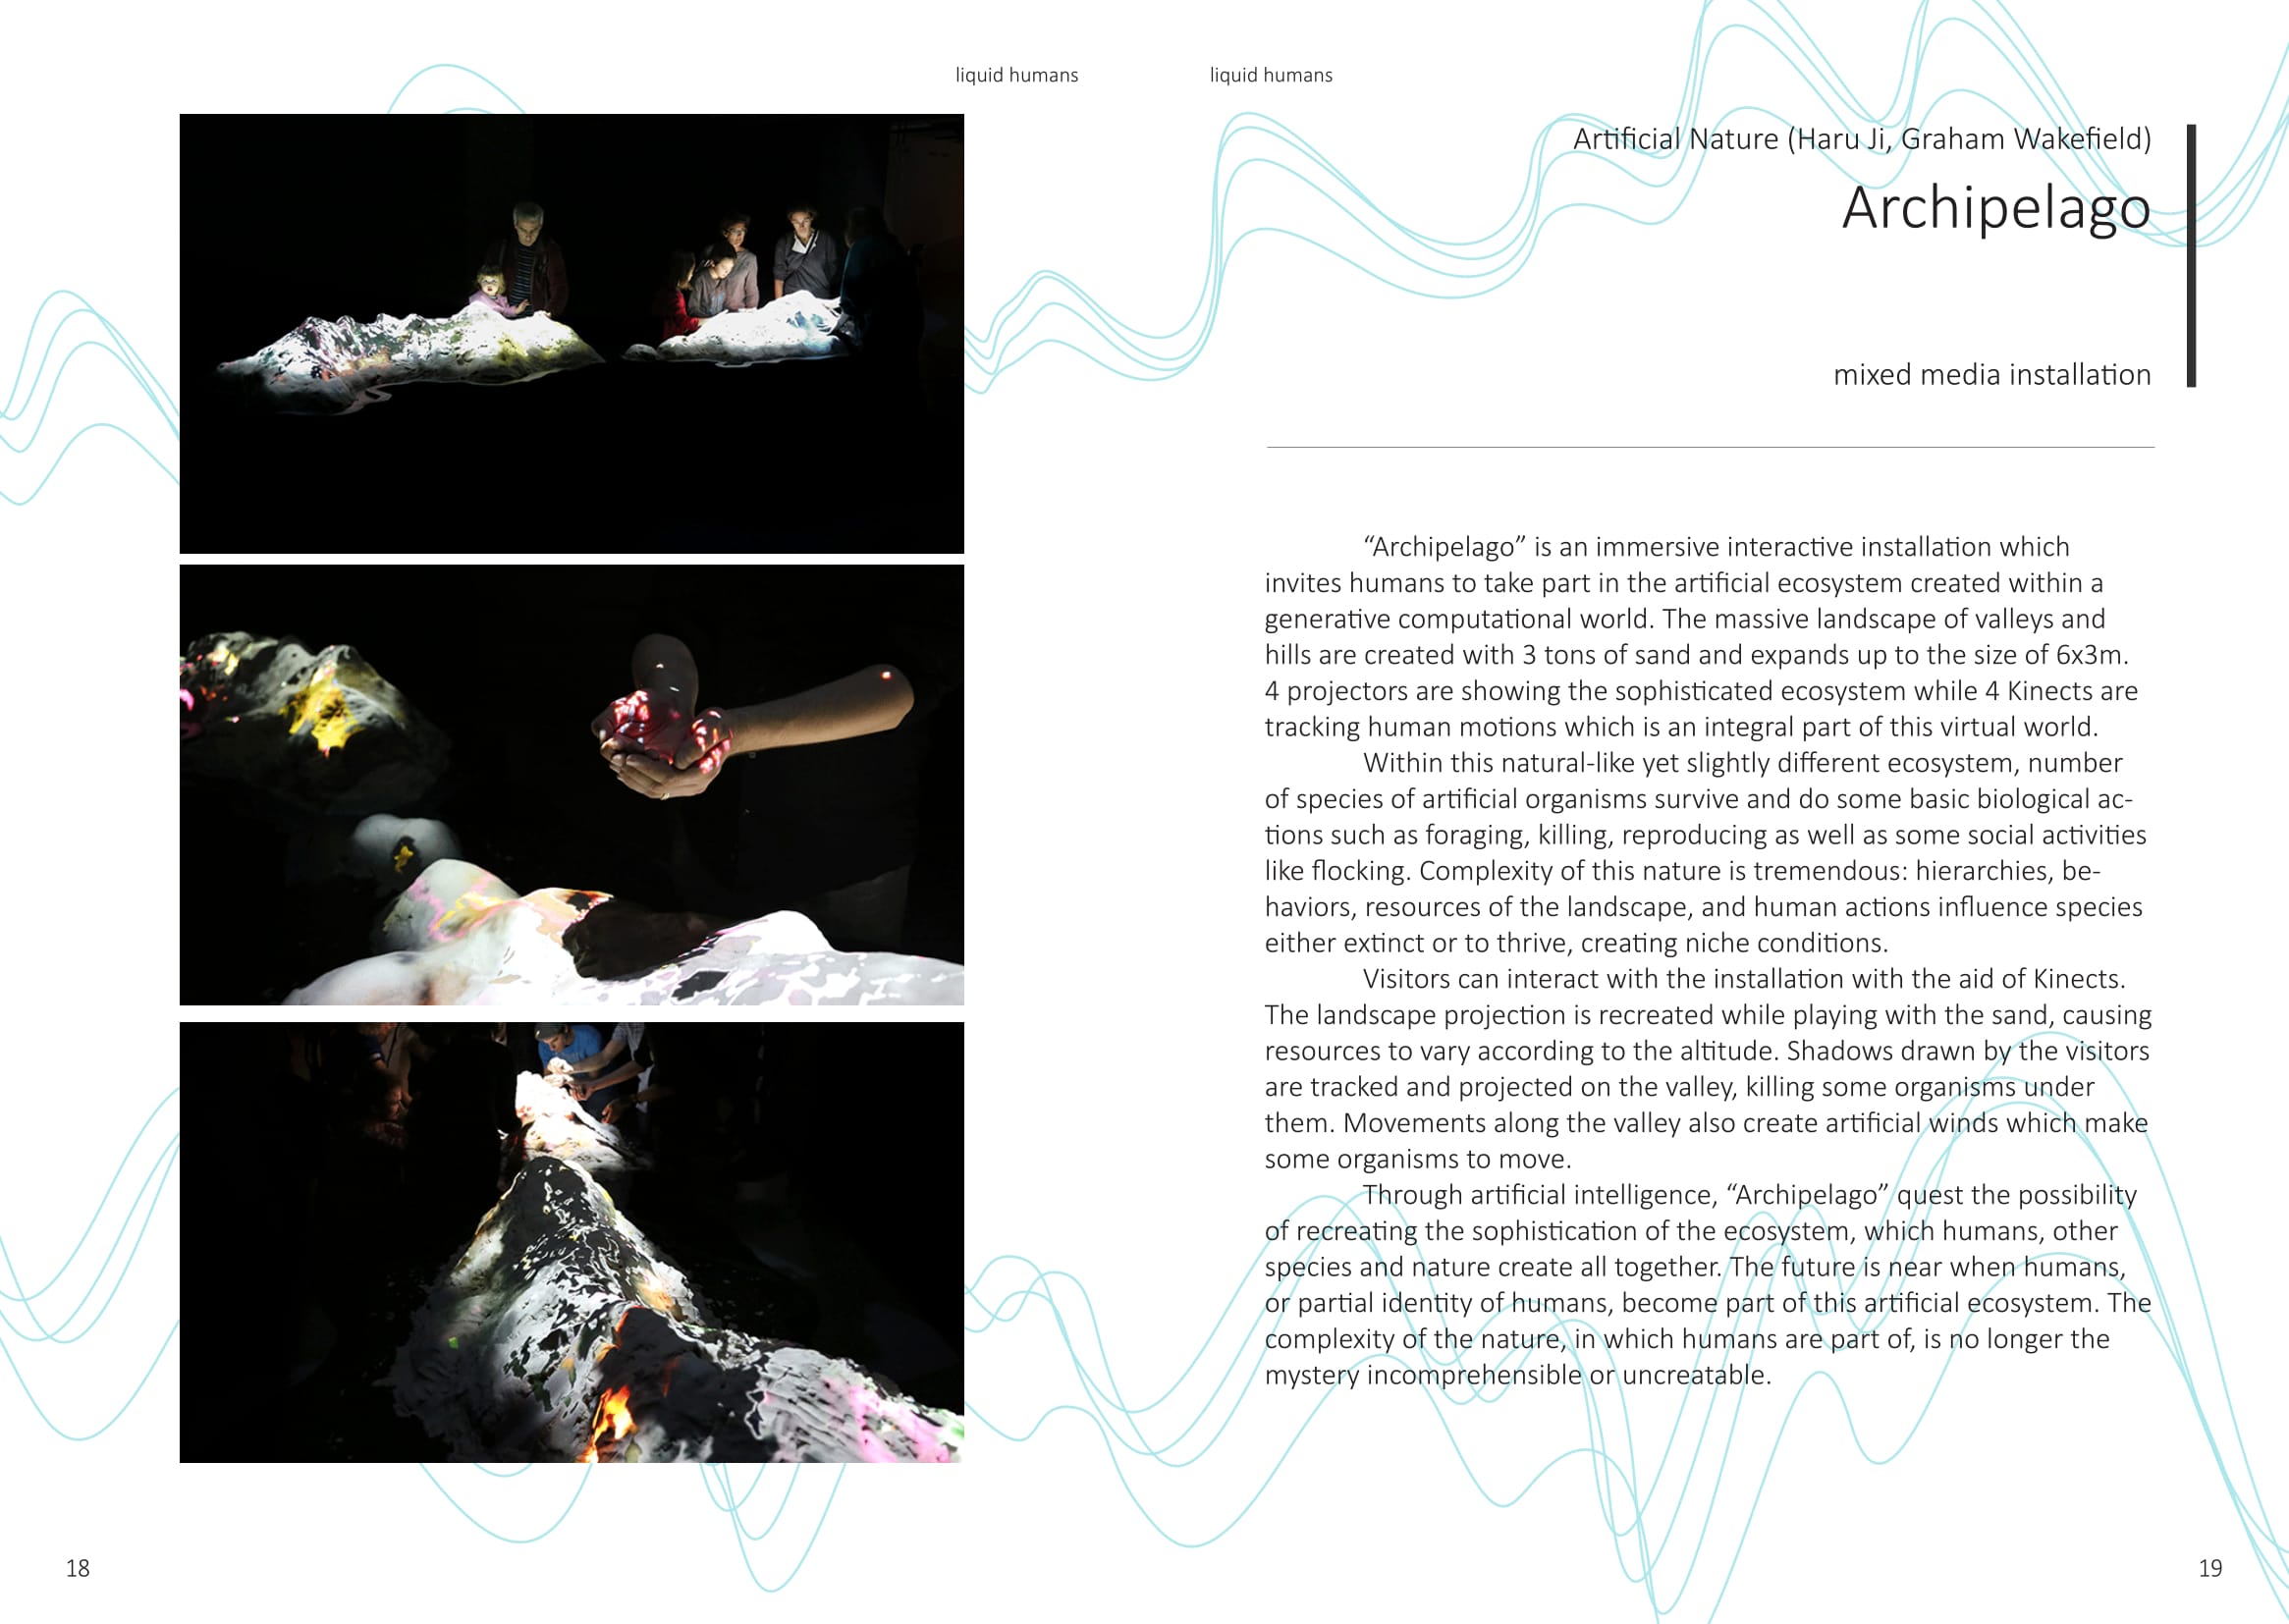 liquid humans
18
liquid humans
Artificial Nature (Haru Ji, Graham Wakefield)
Archipelago
mixed media installation
“Archipelago” is an immersive interactive installation which
invites humans to take part in the artificial ecosystem created within a
generative computational world. The massive landscape of valleys and
hills are created with 3 tons of sand and expands up to the size of 6x3m.
4 projectors are showing the sophisticated ecosystem while 4 Kinects are
tracking human motions which is an integral part of this virtual world.
Within this natural-like yet slightly different ecosystem, number
of species of artificial organisms survive and do some basic biological ac-
tions such as foraging, killing, reproducing as well as some social activities
like flocking. Complexity of this nature is tremendous: hierarchies, be-
haviors, resources of the landscape, and human actions influence species
either extinct or to thrive, creating niche conditions.
Visitors can interact with the installation with the aid of Kinects.
The landscape projection is recreated while playing with the sand, causing
resources to vary according to the altitude. Shadows drawn by the visitors
are tracked and projected on the valley, killing some organisms under
them. Movements along the valley also create artificial winds which make
some organisms to move.
Through artificial intelligence, “Archipelago” quest the possibility
of recreating the sophistication of the ecosystem, which humans, other
species and nature create all together. The future is near when humans,
or partial identity of humans, become part of this artificial ecosystem. The
complexity of the nature, in which humans are part of, is no longer the
mystery incomprehensible or uncreatable.
19